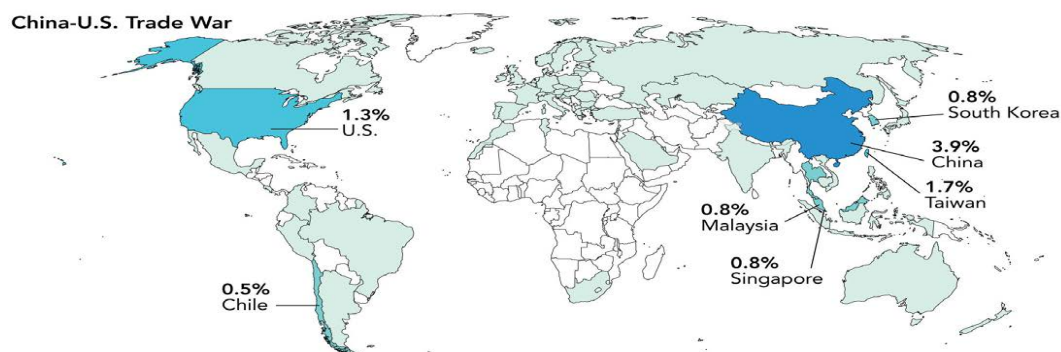 China-U.S. Trade War
1.3%
U.S.
0.8%
South Korea
3.9%
China
1.7%
Taiwan
0.8%
Malaysia
0.8%
Singapore
0.5%
Chile